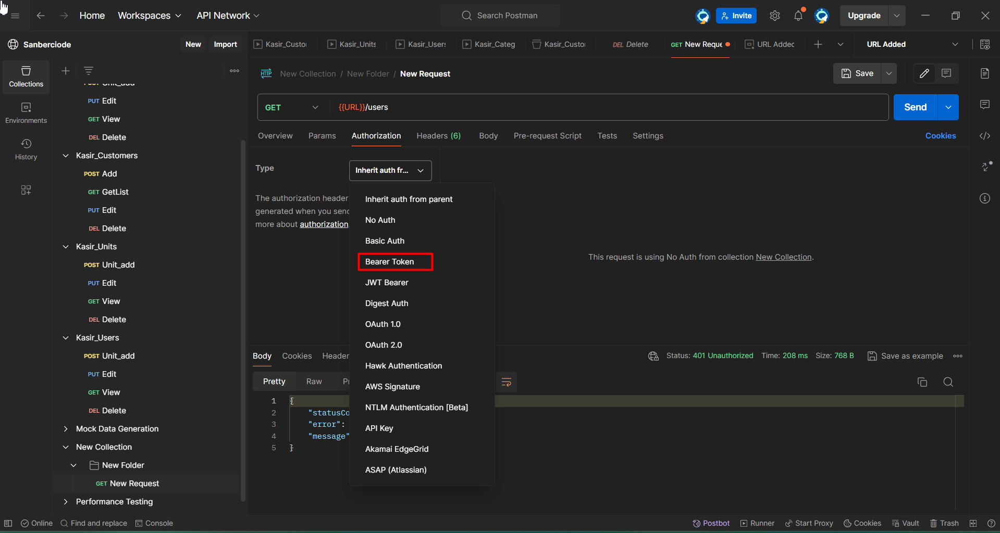 Home
Workspaces
API Network
Search Postman
Invite
Upgrade
Sanberciode
New
Import
Kasir_Custo
Kasir_Units
Kasir_Users
Kasir_Categ
Kasir_Custo
DEL Delete
GET New Reque
URL Addec
URL Added
Collections
Environments
History
Unit_add
PUT Edit
GET View
DEL Delete
Kasir_Customers
POST Add
GET GetList
PUT Edit
DEL Delete
Kasir_Units
POST Unit_add
PUT Edit
GET View
DEL Delete
Kasir_Users
POST Unit_add
PUT Edit
GET View
DEL Delete
Mock Data Generation
New Collection
New Folder
GET New Request
Performance Testing
HTTP New Collection / New Folder / New Request
Save
GET
{{URL}}/users
Send
Overview
Params
Authorization
Headers (6)
Body
Pre-request Script
Tests
Settings
Cookies
Type
Inherit auth fr...
The authorization header
generated when you send
more about authorization
Inherit auth from parent
No Auth
Basic Auth
Bearer Token
JWT Bearer
Digest Auth
OAuth 1.0
OAuth 2.0
Hawk Authentication
AWS Signature
NTLM Authentication [Beta]
API Key
Akamai EdgeGrid
ASAP (Atlassian)
This request is using No Auth from collection New Collection.
Body
Cookies
Header
Status: 401 Unauthorized Time: 208 ms Size: 768 B
Save as example
Pretty
Raw
1 {
2 "statusCo
3 "error":
4 "message"
5 }
Online
Find and replace
Console
Postbot
Runner
Start Proxy
Cookies
Vault
Trash